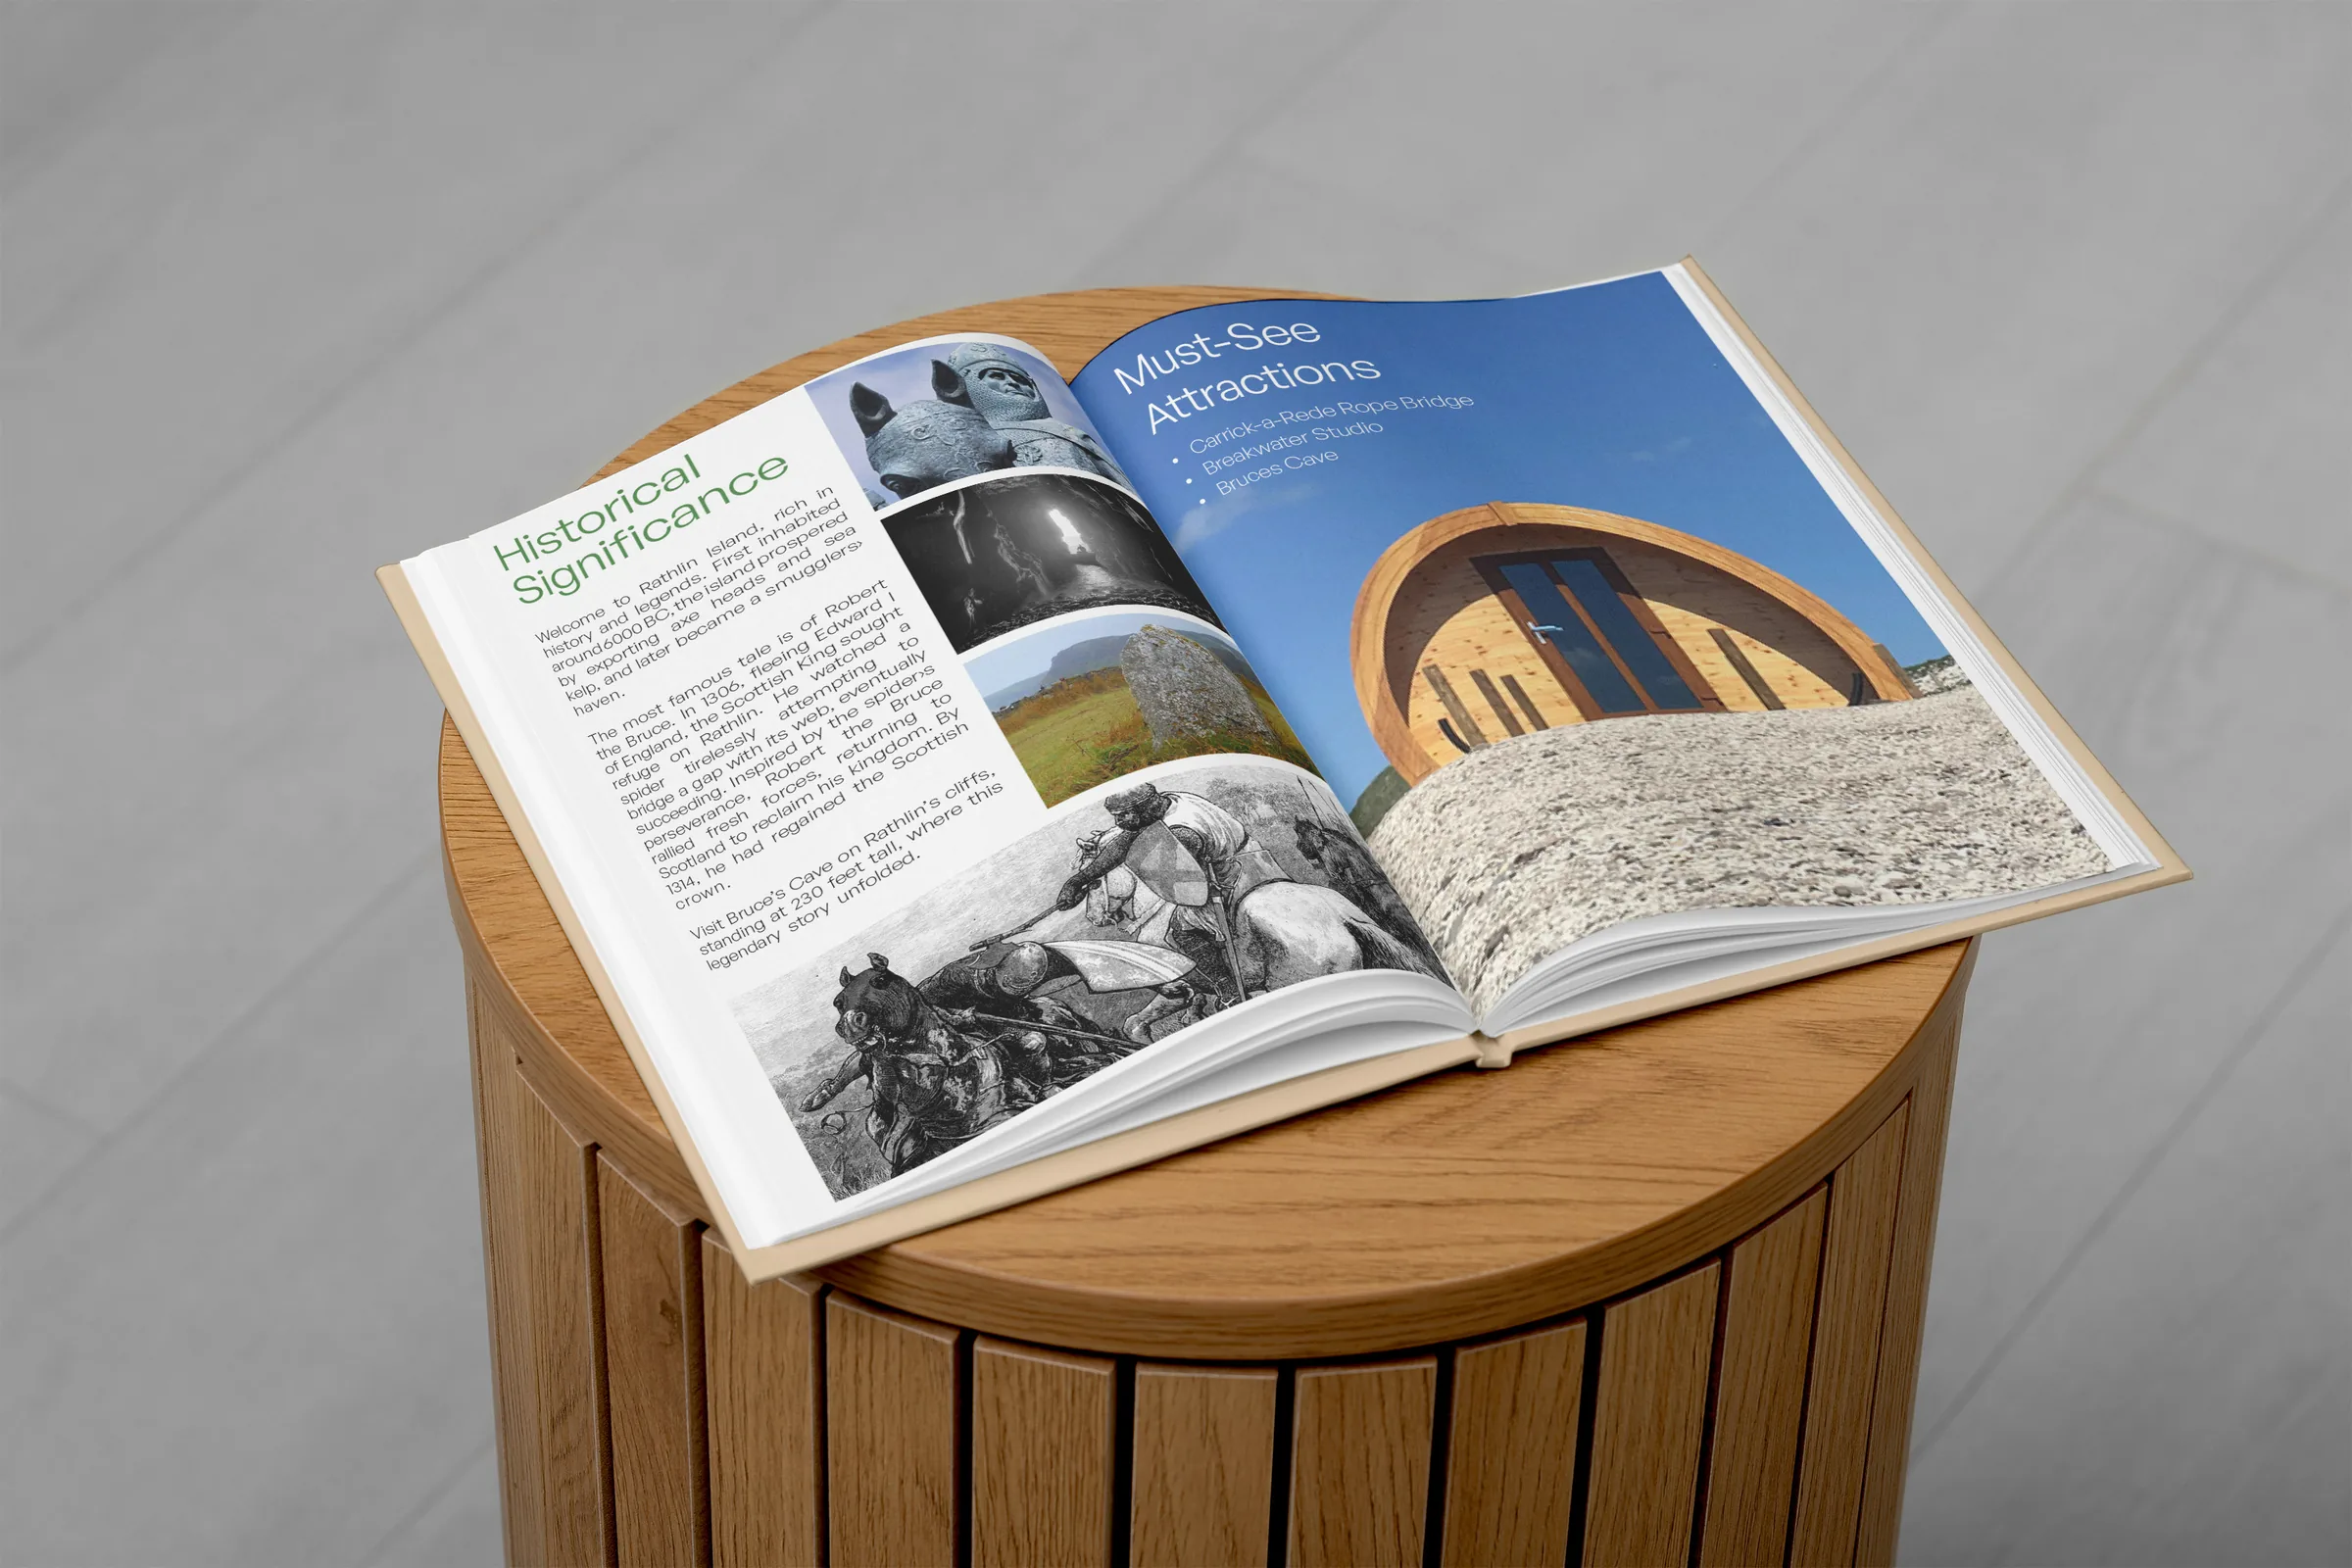 Historical
Significance
Welcome to Rathlin Island, rich in
history and legends. First inhabited
around 6000 BC, the island prospered
by exporting axe heads and sea
kelp, and later became a smugglers›
haven.
The most famous tale is of Robert
the Bruce. In 1306, fleeing Edward I
of England, the Scottish King sought
refuge on Rathlin. He watched a
spider tirelessly attempting to
bridge a gap with its web, eventually
succeeding. Inspired by the spider›s
perseverance, Robert the Bruce
rallied fresh forces, returning to
Scotland to reclaim his kingdom. By
1314, he had regained the Scottish
crown.
Visit Bruce's Cave on Rathlin's cliffs,
standing at 230 feet tall, where this
legendary story unfolded.
Must-See
Attractions
• Carrick-a-Rede Rope Bridge
• Breakwater Studio
• Bruces Cave